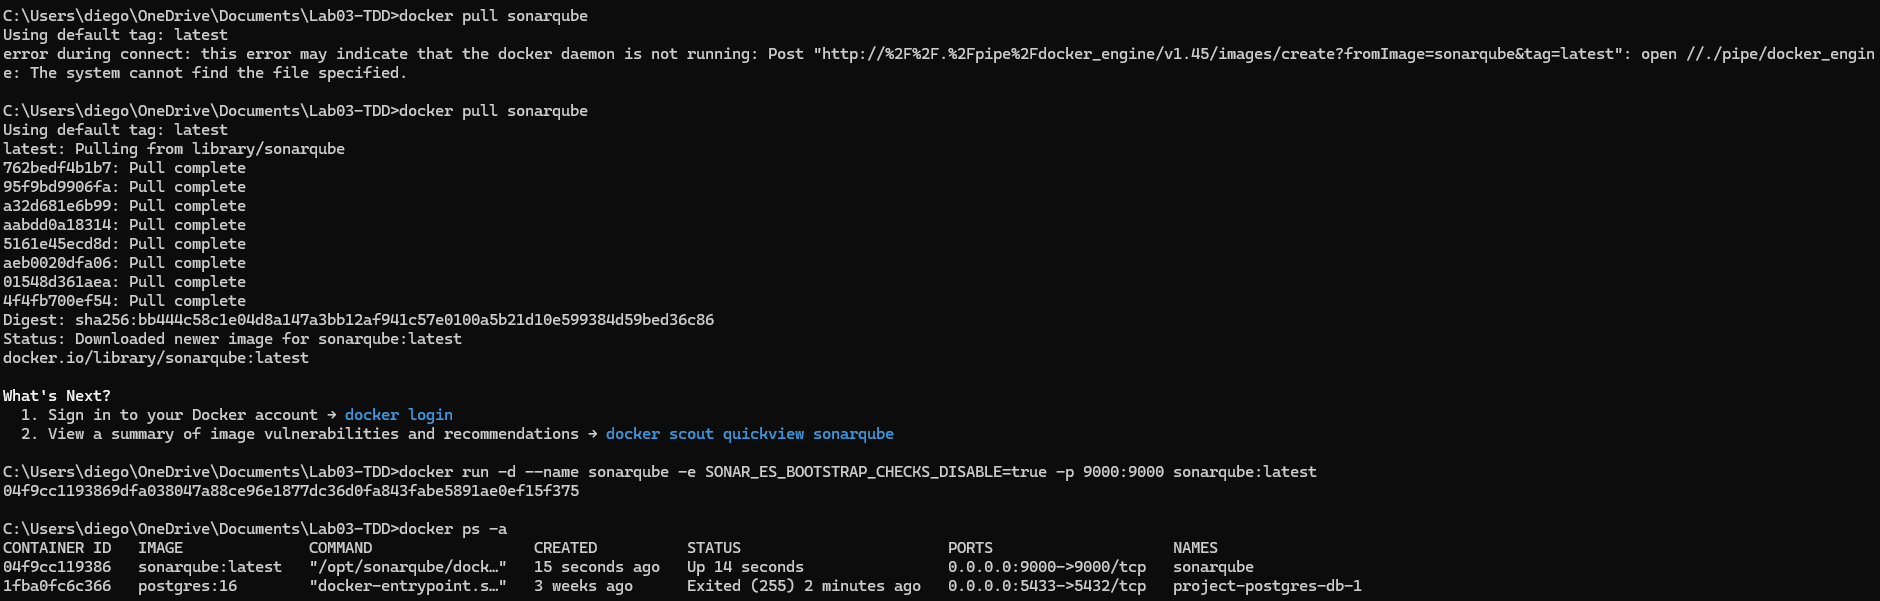 C:\Users\diego\OneDrive\Documents\Lab03-TDD>docker pull sonarqube
Using default tag: latest
error during connect: this error may indicate that the docker daemon is not running: Post "http://%2F%2F.%2Fpipe%2Fdocker_engine/v1.45/images/create?fromImage=sonarqube&tag=latest": open //./pipe/docker_engin
e: The system cannot find the file specified.
C:\Users\diego\OneDrive\Documents\Lab03-TDD>docker pull sonarqube
Using default tag: latest
latest: Pulling from library/sonarqube
762bedf4b1b7: Pull complete
95f9bd9906fa: Pull complete
a32d681e6b99: Pull complete
aabdd0a18314: Pull complete
5161e45ecd8d: Pull complete
aeb0020dfa06: Pull complete
01548d361aea: Pull complete
4f4fb700ef54: Pull complete
Digest: sha256:bb444c58c1e04d8a147a3bb12af941c57e0100a5b21d10e599384d59bed36c86
Status: Downloaded newer image for sonarqube:latest
docker.io/library/sonarqube:latest
What's Next?
  1. Sign in to your Docker account → docker login
  2. View a summary of image vulnerabilities and recommendations → docker scout quickview sonarqube
C:\Users\diego\OneDrive\Documents\Lab03-TDD>docker run -d --name sonarqube -e SONAR_ES_BOOTSTRAP_CHECKS_DISABLE=true -p 9000:9000 sonarqube:latest
04f9cc1193869dfa038047a88ce96e1877dc36d0fa843fabe5891ae0ef15f375
C:\Users\diego\OneDrive\Documents\Lab03-TDD>docker ps -a
CONTAINER ID   IMAGE              COMMAND                  CREATED          STATUS                       PORTS                    NAMES
04f9cc119386   sonarqube:latest   "/opt/sonarqube/dock…"   15 seconds ago   Up 14 seconds                0.0.0.0:9000->9000/tcp   sonarqube
1fba0fc6c366   postgres:16        "docker-entrypoint.s…"   3 weeks ago      Exited (255) 2 minutes ago   0.0.0.0:5433->5432/tcp   project-postgres-db-1